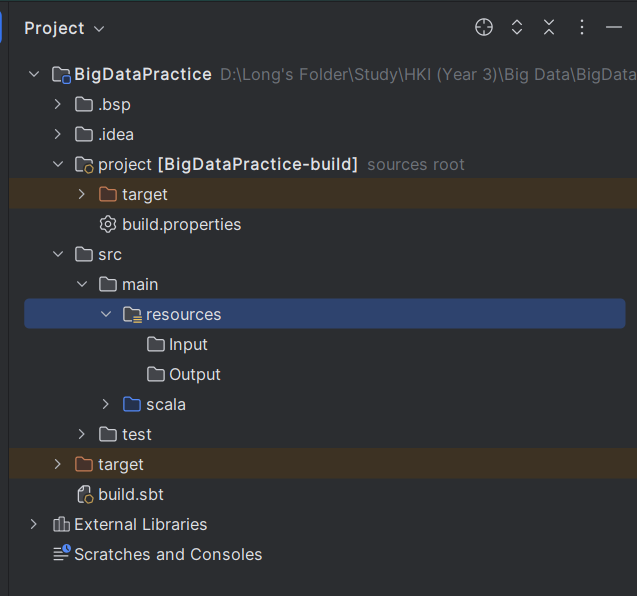 Project
BigDataPractice D:\Long's Folder\Study\HKI (Year 3)\Big Data\BigData
.bsp
.idea
project [BigDataPractice-build] sources root
target
build.properties
src
main
resources
Input
Output
scala
test
target
build.sbt
External Libraries
Scratches and Consoles